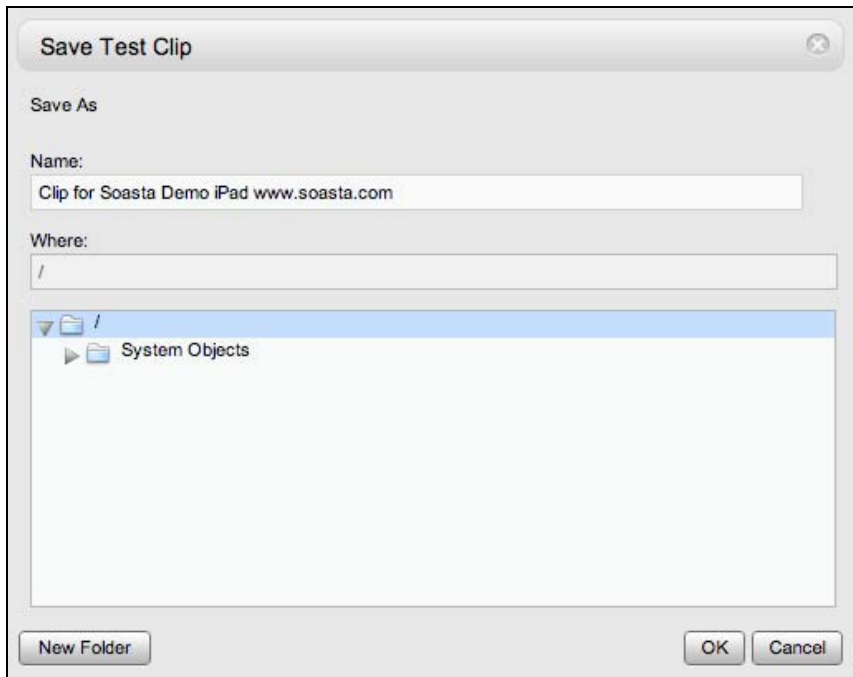 Save Test Clip
Save As
Name:
Clip for Soasta Demo iPad www.soasta.com
Where:
/
/
System Objects
New Folder
OK
Cancel